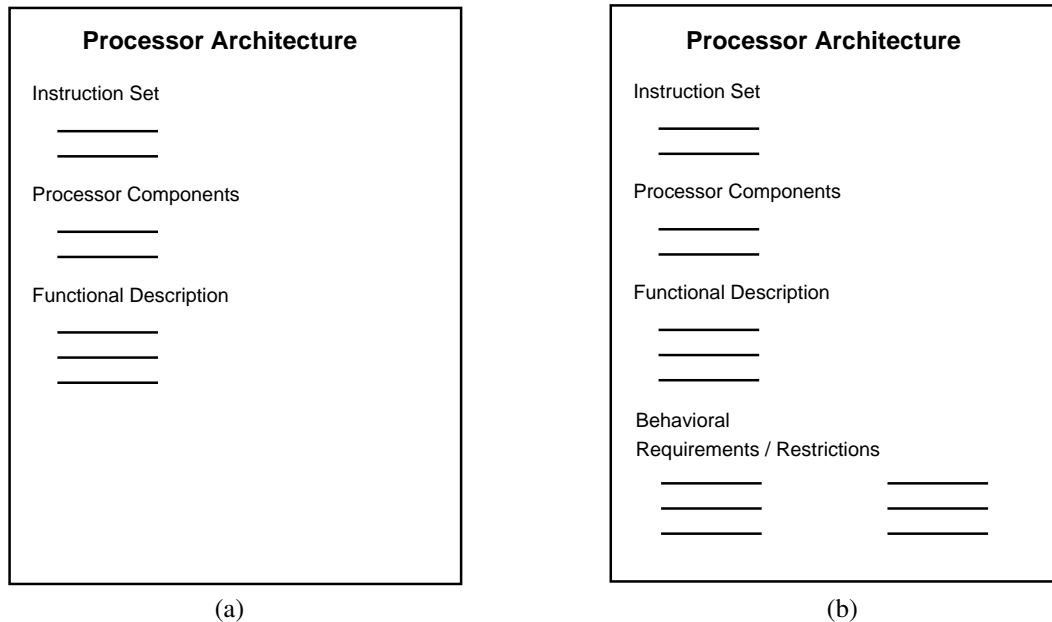 Processor Architecture
Instruction Set
Processor Components
Functional Description
(a)
Processor Architecture
Instruction Set
Processor Components
Functional Description
Behavioral
Requirements / Restrictions
(b)